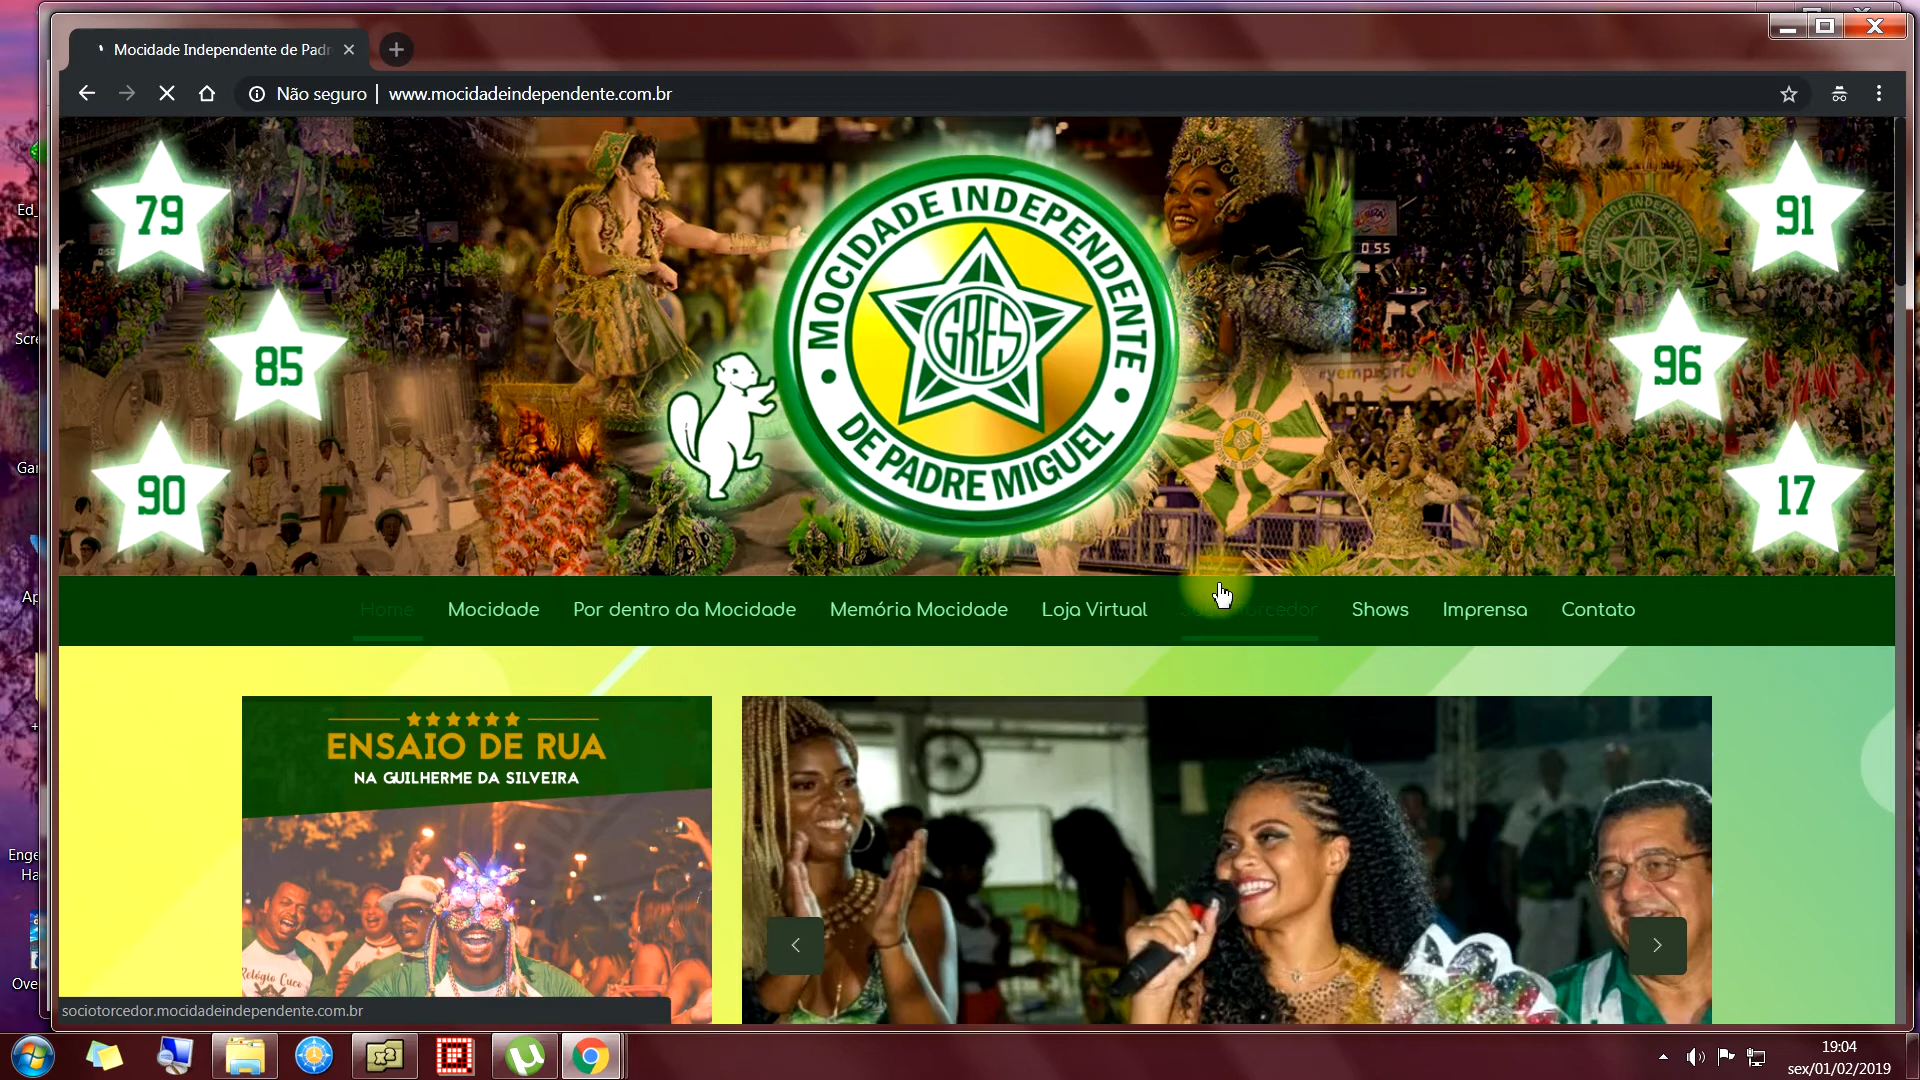 Mocidade Independente de Padr
Não seguro | www.mocidadeindependente.com.br
79
85
90
MOCIDADE INDEPENDENTE
GRES
DE PADRE MIGUEL
91
96
17
Home Mocidade Por dentro da Mocidade Memória Mocidade Loja Virtual Shows Imprensa Contato
ENSAIO DE RUA
NA GUILHERME DA SILVEIRA
Relógio Cuco
sociotorcedor.mocidadeindependente.com.br
19:04
sex/01/02/2019